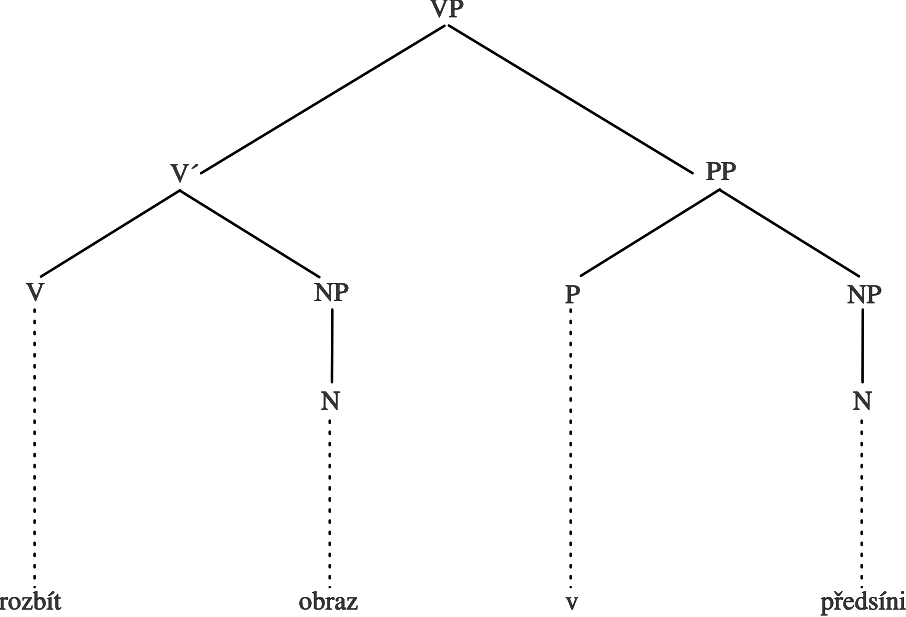 VP
V´ PP
V NP P NP
N N
rozbít obraz v předsíni